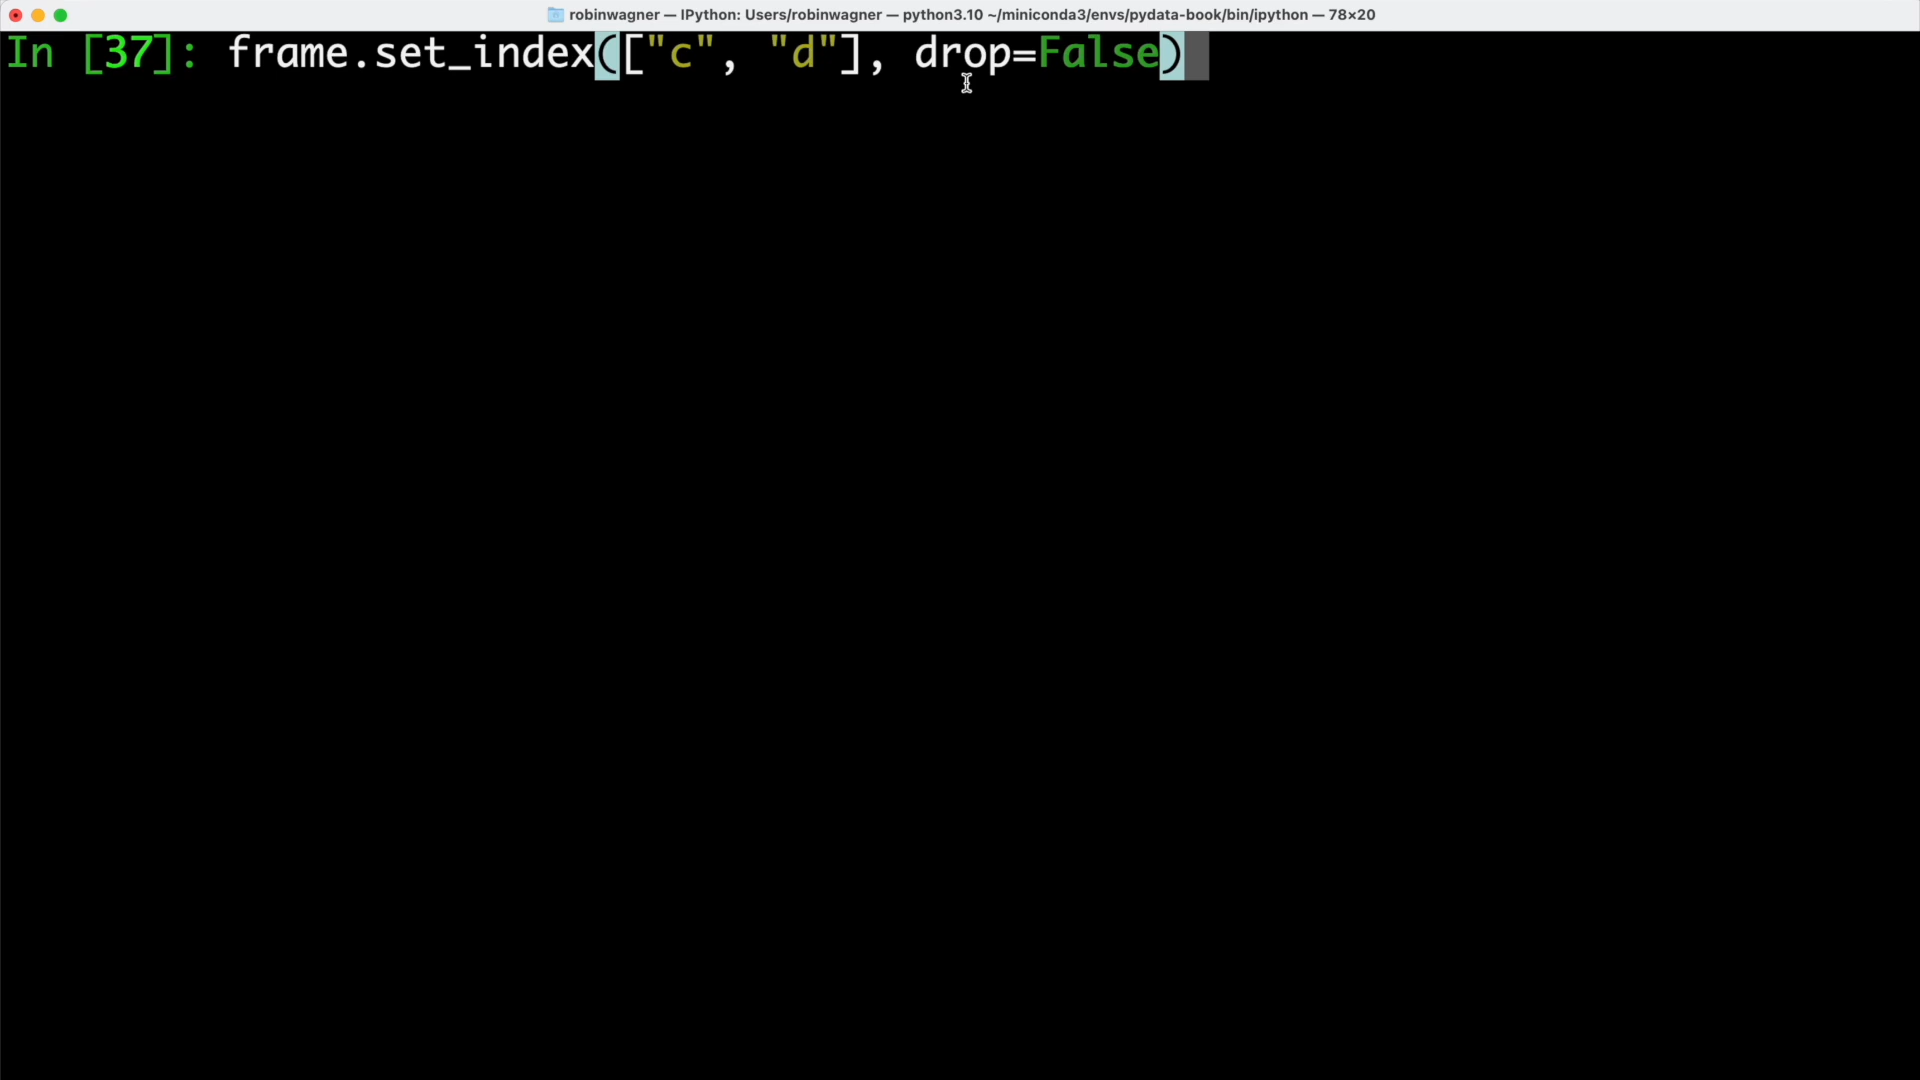 robinwagner — IPython: Users/robinwagner — python3.10 ~/miniconda3/envs/pydata-book/bin/ipython — 78×20
In [37]: frame.set_index(["c", "d"], drop=False)